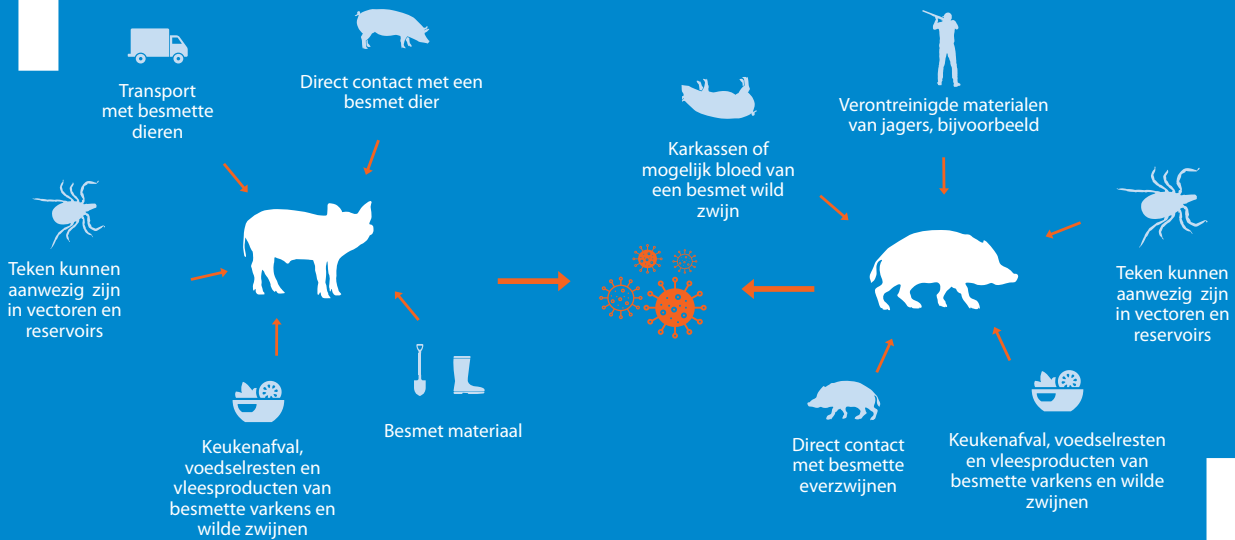 Transport
met besmette
dieren
Direct contact met een
besmet dier
Teken kunnen
aanwezig zijn
in vectoren en
reservoirs
Keukenafval,
voedselresten en
vleesproducten van
besmette varkens en
wilde zwijnen
Besmet materiaal
Karkassen of
mogelijk bloed van
een besmet wild
zwijn
Verontreinigde materialen
van jagers, bijvoorbeeld
Teken kunnen
aanwezig zijn
in vectoren en
reservoirs
Direct contact
met besmette
everzwijnen
Keukenafval, voedselresten
en vleesproducten van
besmette varkens en wilde
zwijnen